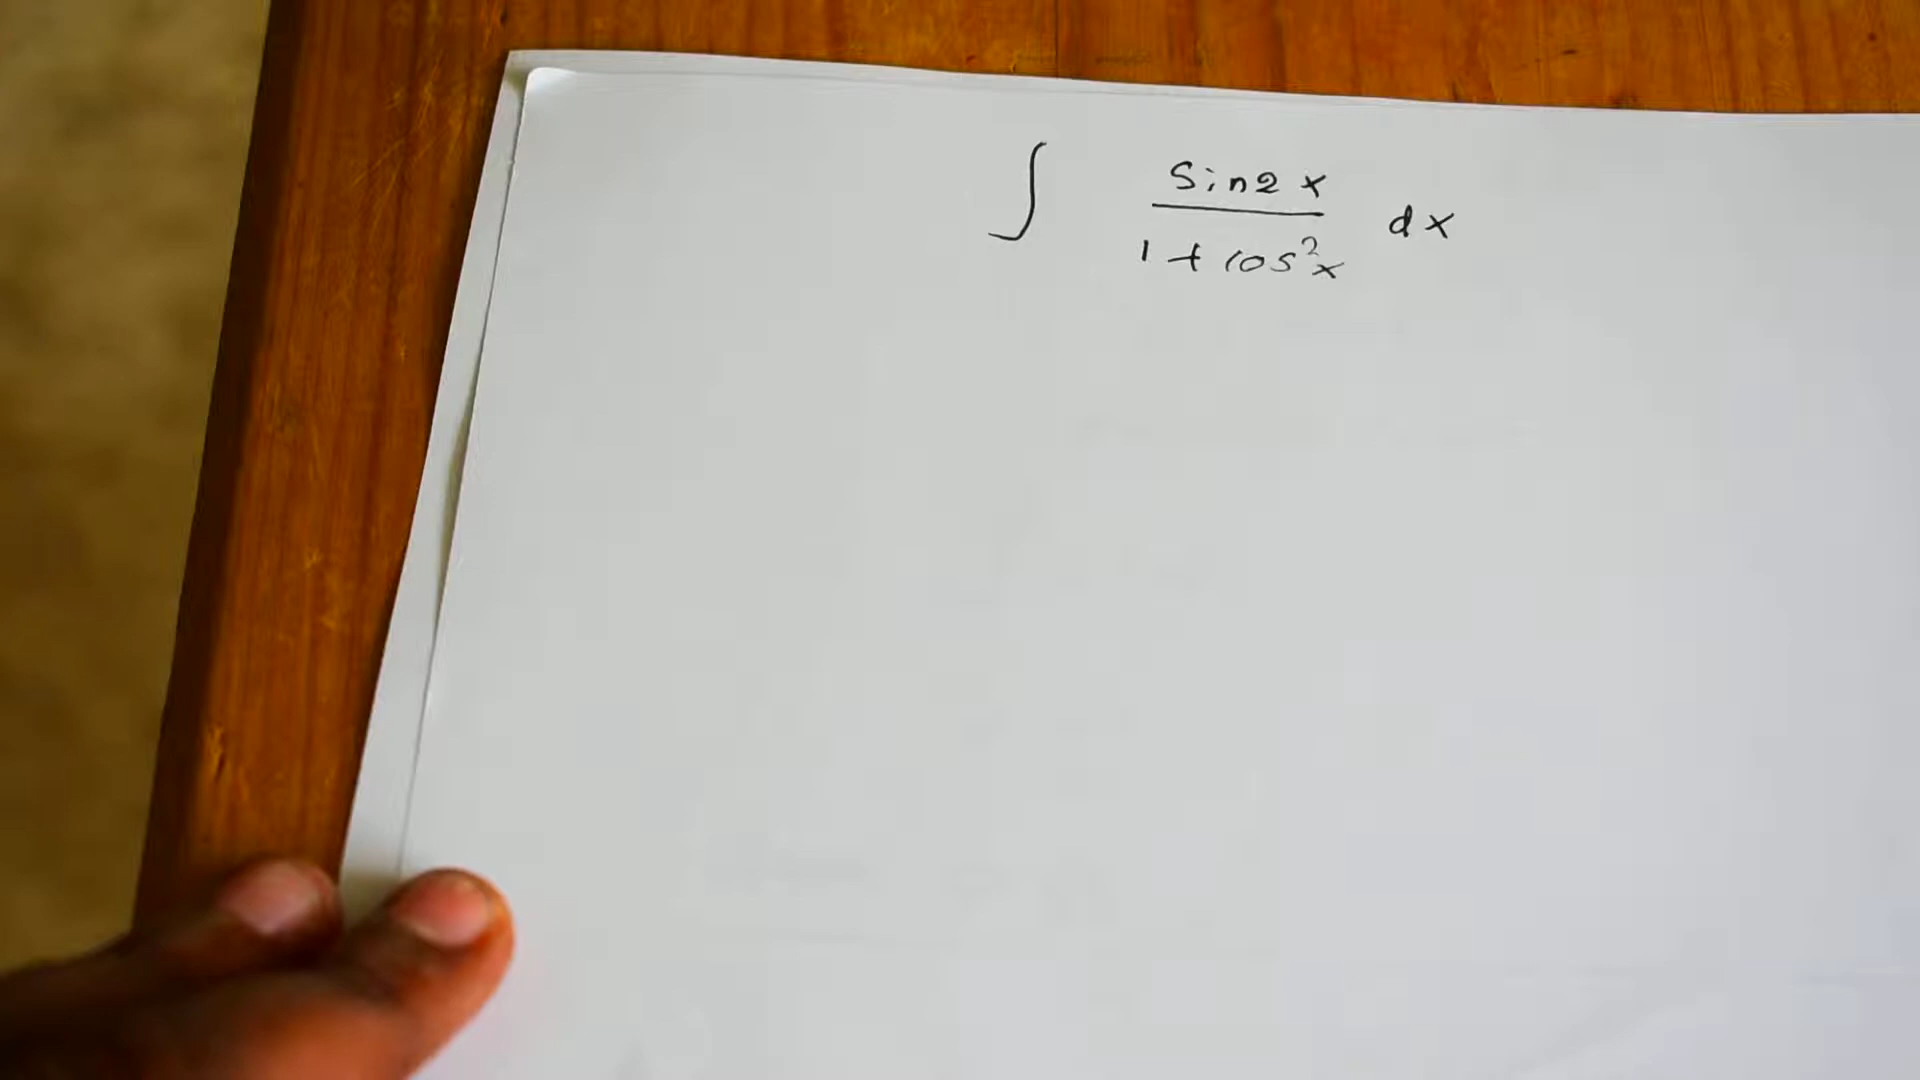 ∫ Sin2x / 1+cos²x dx